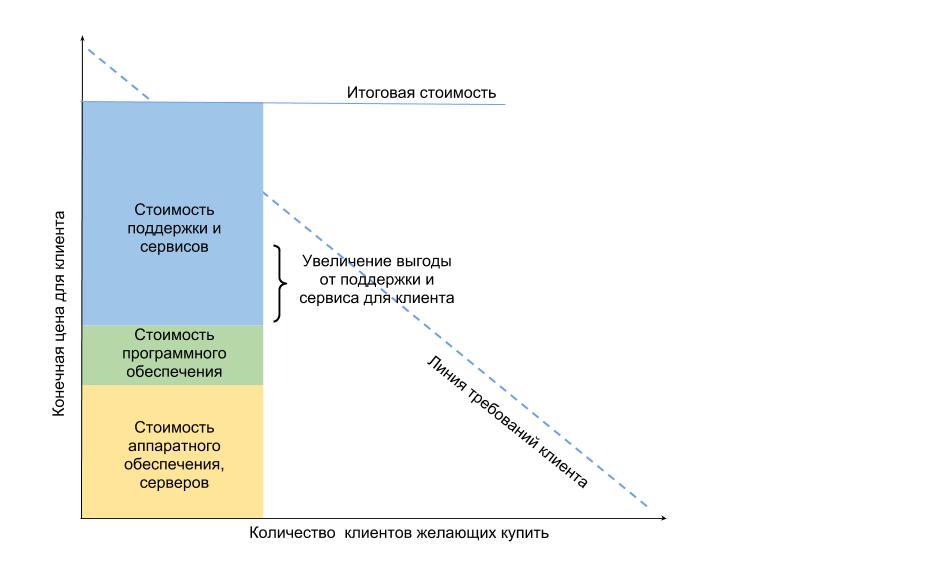 Итоговая стоимость
Стоимость
поддержки и
сервисов
Увеличение выгоды
от поддержки и
сервиса для клиента
Стоимость
программного
обеспечения
Стоимость
аппаратного
обеспечения,
серверов
Линия требований клиента
Конечная цена для клиента
Количество клиентов желающих купить